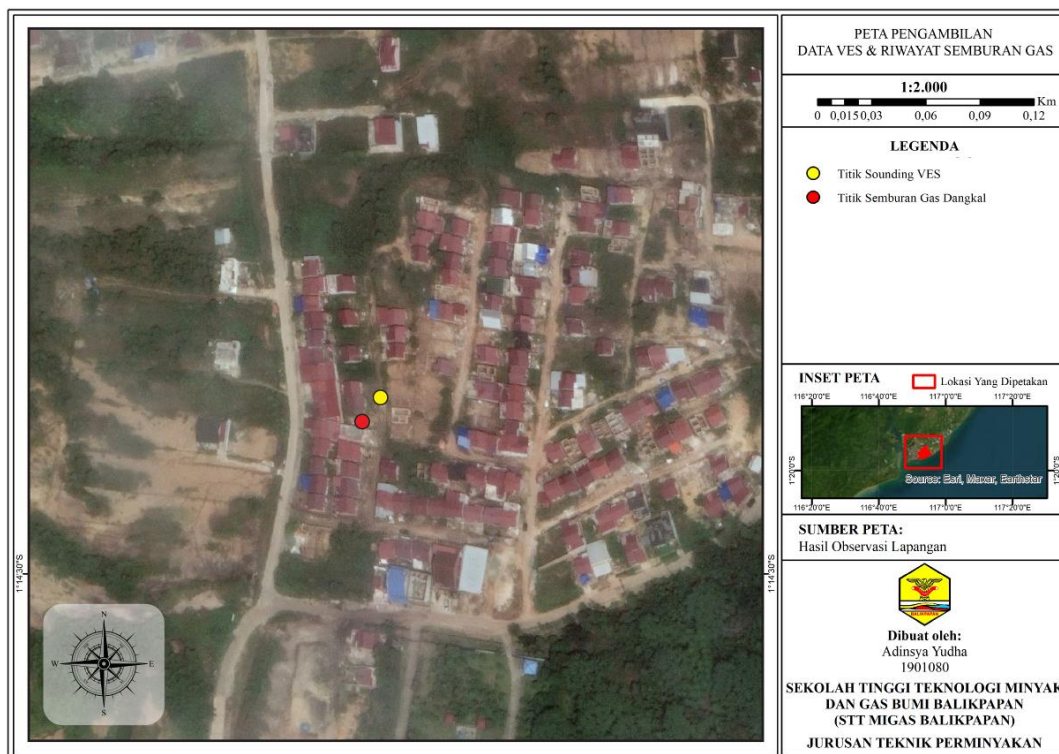 PETA PENGAMBILAN
DATA VES & RIWAYAT SEMBURAN GAS
1:2.000
Km
0 0,015 0,03 0,06 0,09 0,12
LEGENDA
Titik Sounding VES
Titik Semburan Gas Dangkal
INSET PETA
Lokasi Yang Dipetakan
116°20'0"E 116°40'0"E 117°0'0"E 117°20'0"E
1°20'0"S
1°20'0"S
Source: Esri, Maxar, Earthstar
116°20'0"E 116°40'0"E 117°0'0"E 117°20'0"E
SUMBER PETA:
Hasil Observasi Lapangan
BALIKPAPAN
Dibuat oleh:
Adinsya Yudha
1901080
SEKOLAH TINGGI TEKNOLOGI MINYAK
DAN GAS BUMI BALIKPAPAN
(STT MIGAS BALIKPAPAN)
JURUSAN TEKNIK PERMINYAKAN
1°14'30"S
1°14'30"S
N
W E
S